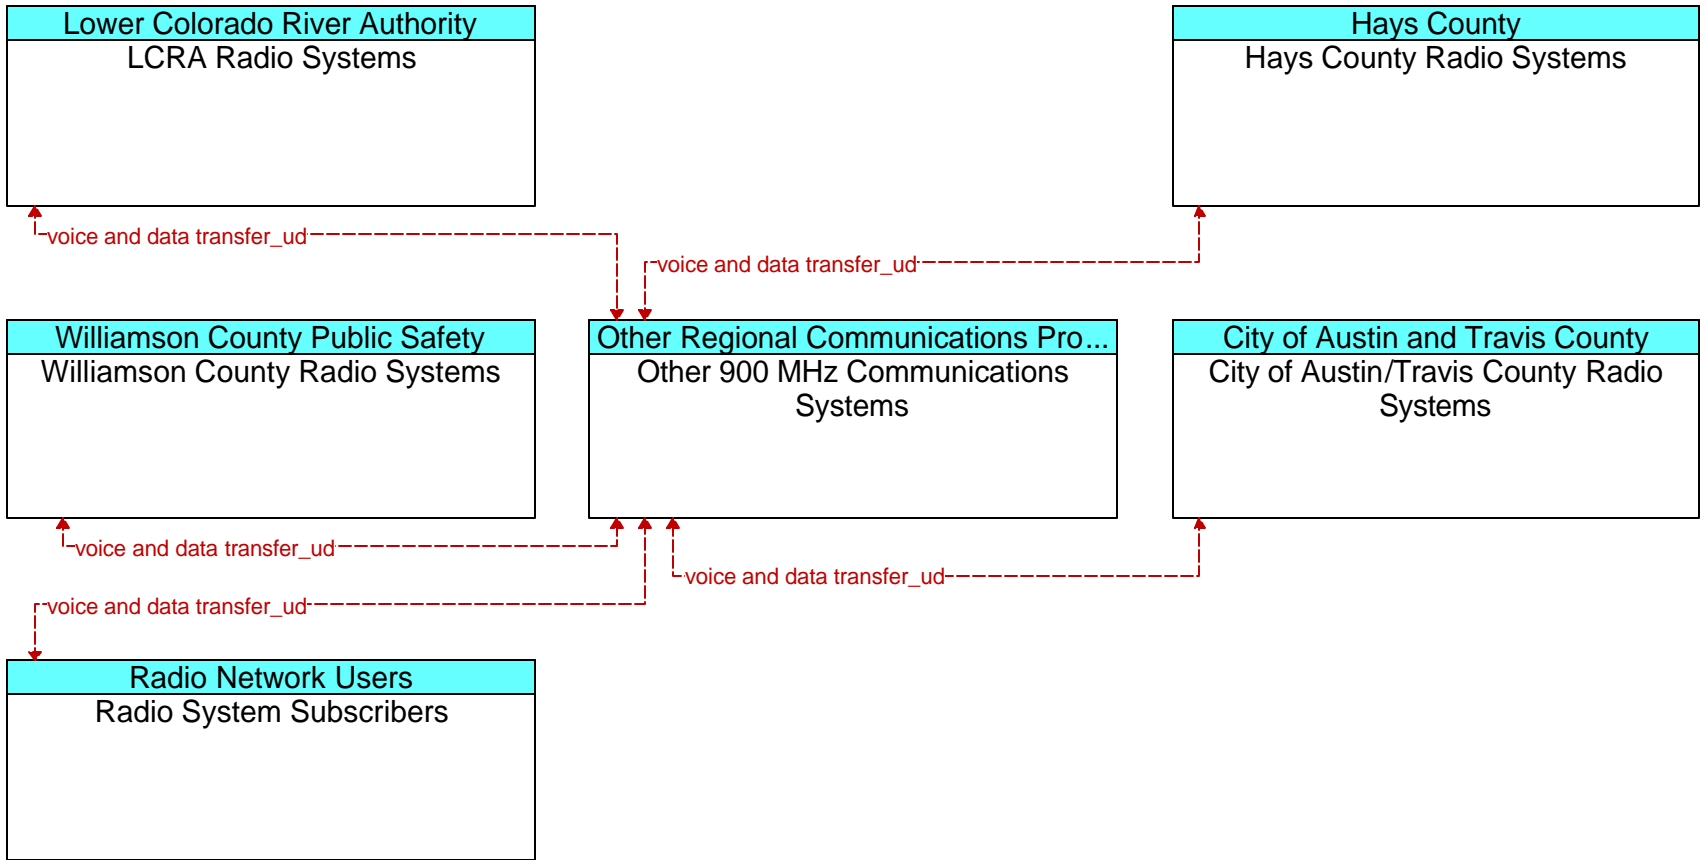 Lower Colorado River Authority
LCRA Radio Systems
Hays County
Hays County Radio Systems
voice and data transfer_ud
voice and data transfer_ud
Williamson County Public Safety
Williamson County Radio Systems
Other Regional Communications Pro...
Other 900 MHz Communications
Systems
City of Austin and Travis County
City of Austin/Travis County Radio
Systems
voice and data transfer_ud
voice and data transfer_ud
voice and data transfer_ud
Radio Network Users
Radio System Subscribers